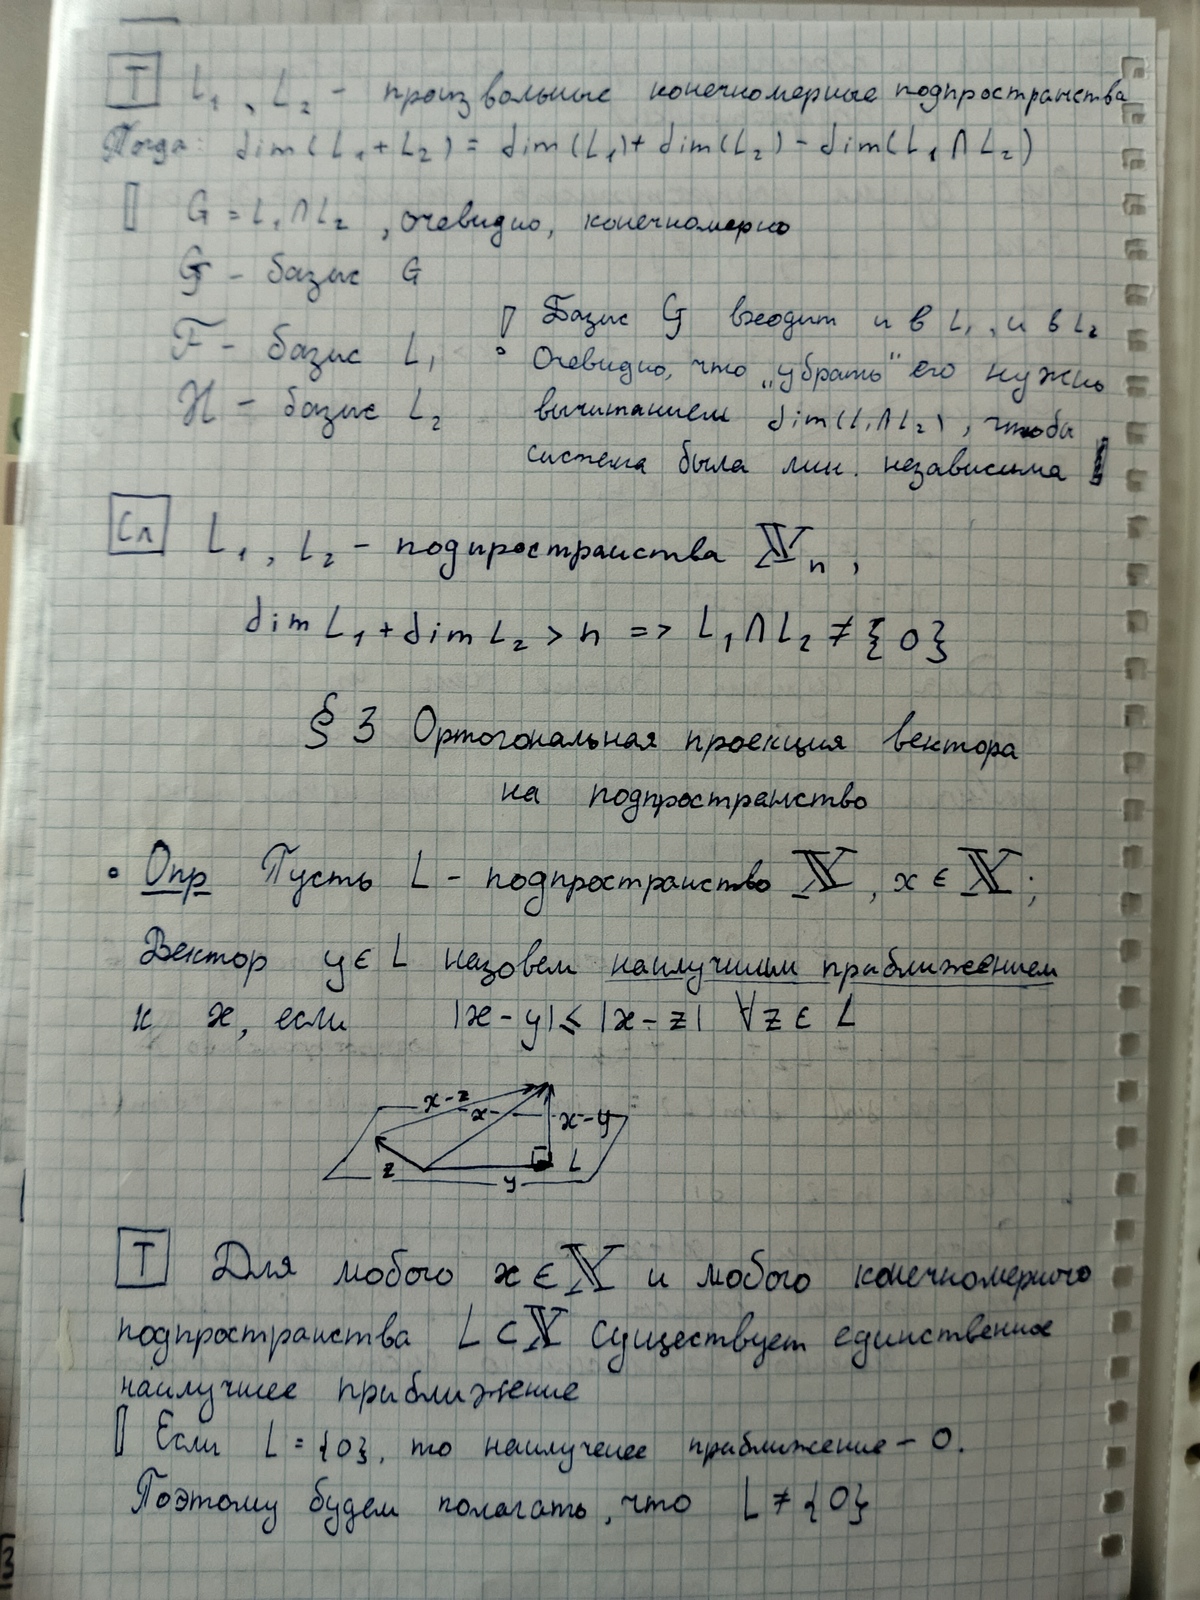 Т L₁, L₂ - произвольные конечномерные подпространства
Тогда: dim(L₁+L₂) = dim(L₁)+dim(L₂) - dim(L₁∩L₂)
G = L₁∩L₂, очевидно, конечномерно
G - базис G
F - базис L₁
H - базис L₂
Базис G входит и в L₁, и в L₂
Очевидно, что „убрать" его нужно
вычитанием dim(L₁∩L₂), чтобы
система была лин. независима
Сл L₁, L₂ - подпространства 𝕏ₙ,
dim L₁ + dim L₂ > n => L₁∩L₂ ≠ {0}
§ 3 Ортогональная проекция вектора
на подпространство
• Опр Пусть L - подпространство 𝕏, x ∈ 𝕏;
Вектор y ∈ L назовем наилучшим приближением
к x, если |x-y| ≤ |x-z| ∀z ∈ L
x-z
x
x-y
z
L
y
Т Для любого x ∈ 𝕏 и любого конечномерного
подпространства L ⊂ 𝕏 существует единственное
наилучшее приближение
Если L = {0}, то наилучшее приближение - 0.
Поэтому будем полагать, что L ≠ {0}